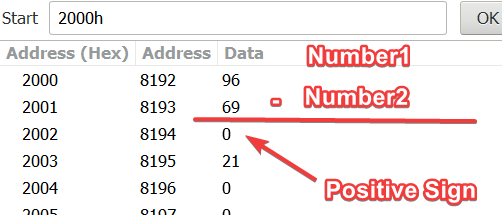 Start 2000h OK
Address (Hex) Address Data Number1
2000 8192 96
2001 8193 69 - Number2
2002 8194 0
2003 8195 21 Positive Sign
2004 8196 0
2005 8197 0